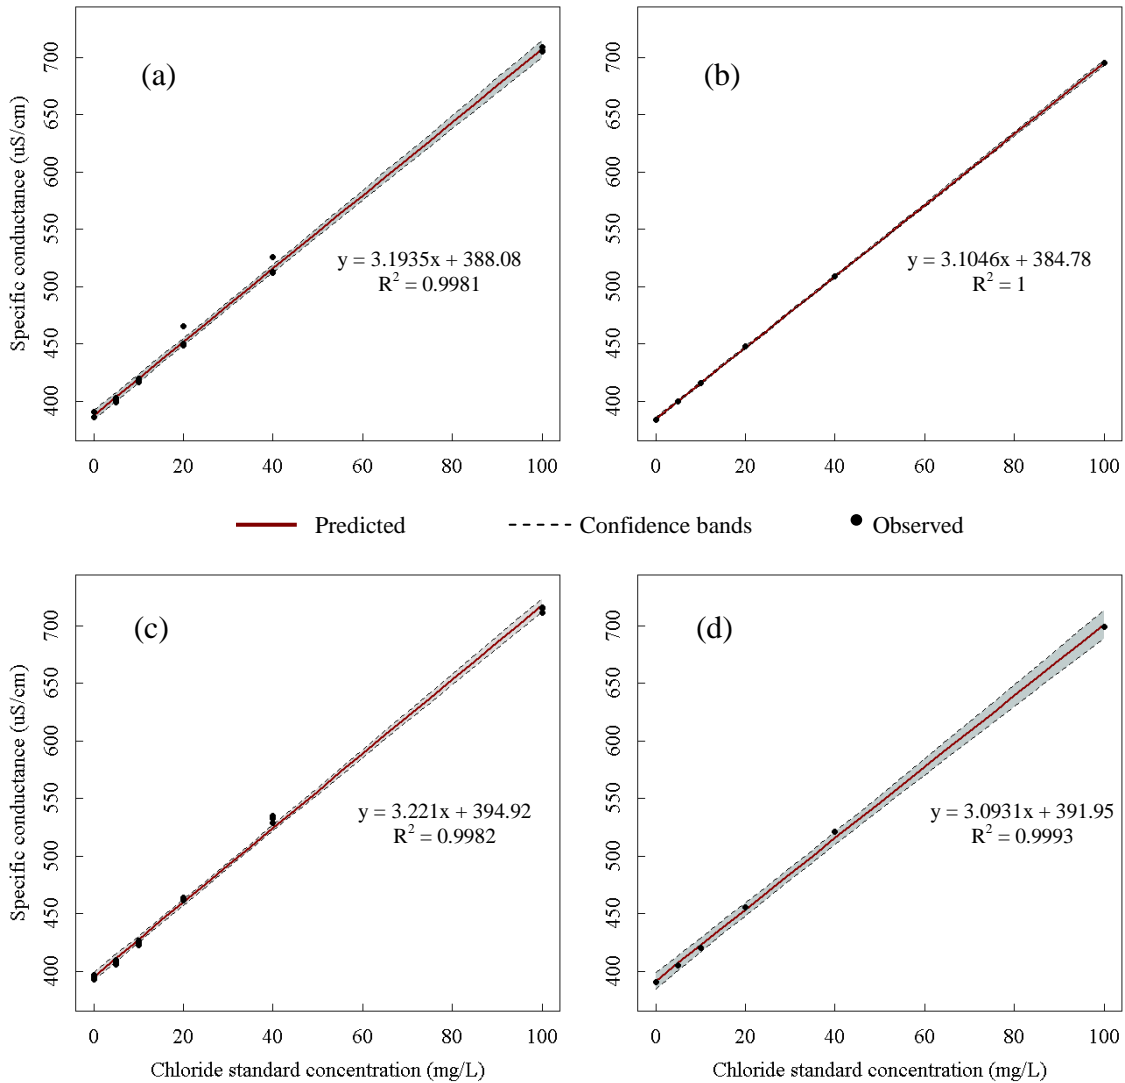 (a)
Specific conductance (uS/cm)
700
650
600
550
500
450
400
y = 3.1935x + 388.08
R² = 0.9981
0 20 40 60 80 100
(b)
700
650
600
550
500
450
400
y = 3.1046x + 384.78
R² = 1
0 20 40 60 80 100
Predicted Confidence bands Observed
(c)
Specific conductance (uS/cm)
700
650
600
550
500
450
400
y = 3.221x + 394.92
R² = 0.9982
0 20 40 60 80 100
Chloride standard concentration (mg/L)
(d)
700
650
600
550
500
450
400
y = 3.0931x + 391.95
R² = 0.9993
0 20 40 60 80 100
Chloride standard concentration (mg/L)